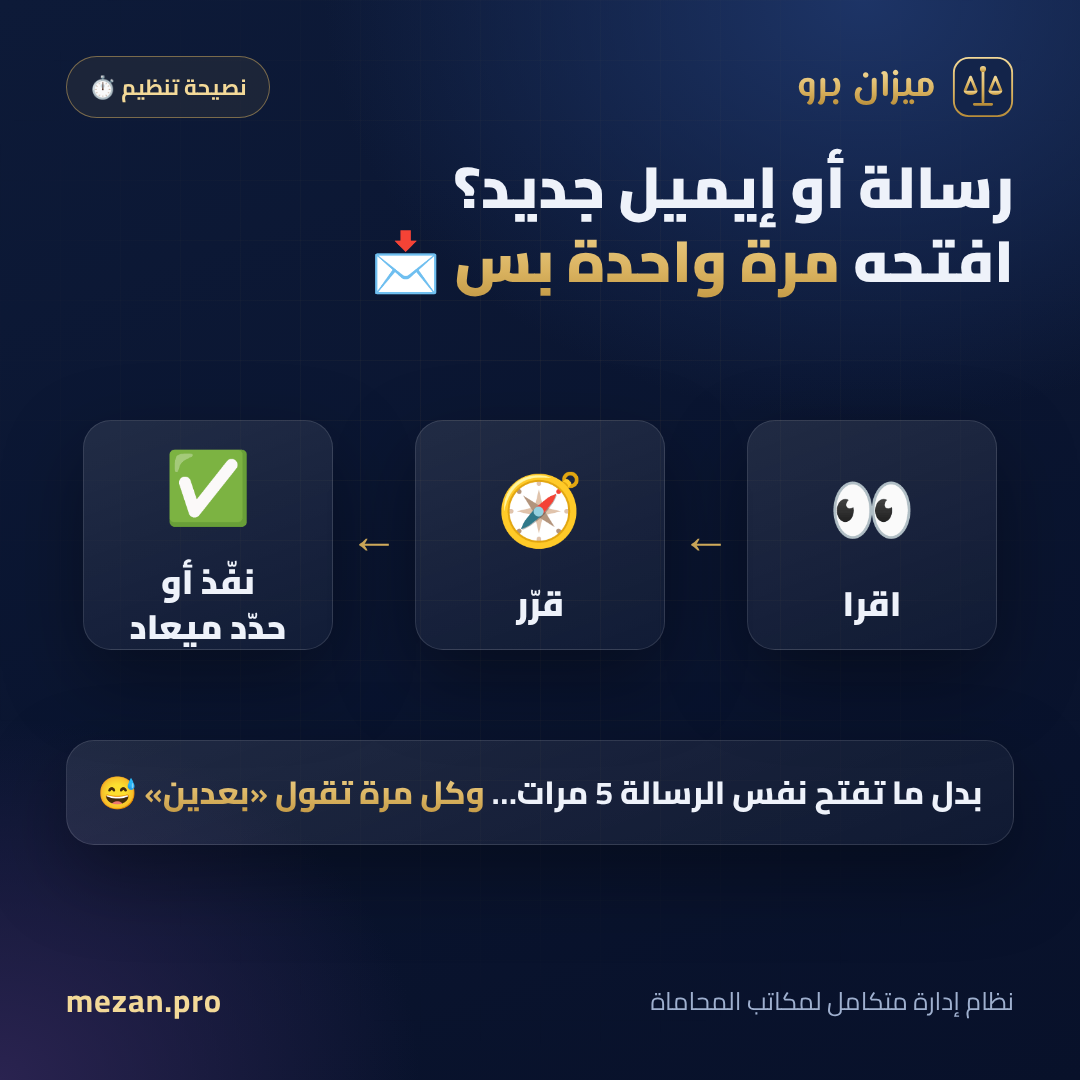 ميزان برو
نصيحة تنظيم ⏱️
رسالة أو إيميل جديد؟
افتحه مرة واحدة بس 📩
اقرا
←
قرّر
←
نفّذ أو
حدّد ميعاد
بدل ما تفتح نفس الرسالة 5 مرات... وكل مرة تقول «بعدين» 😅
نظام إدارة متكامل لمكاتب المحاماة
mezan.pro